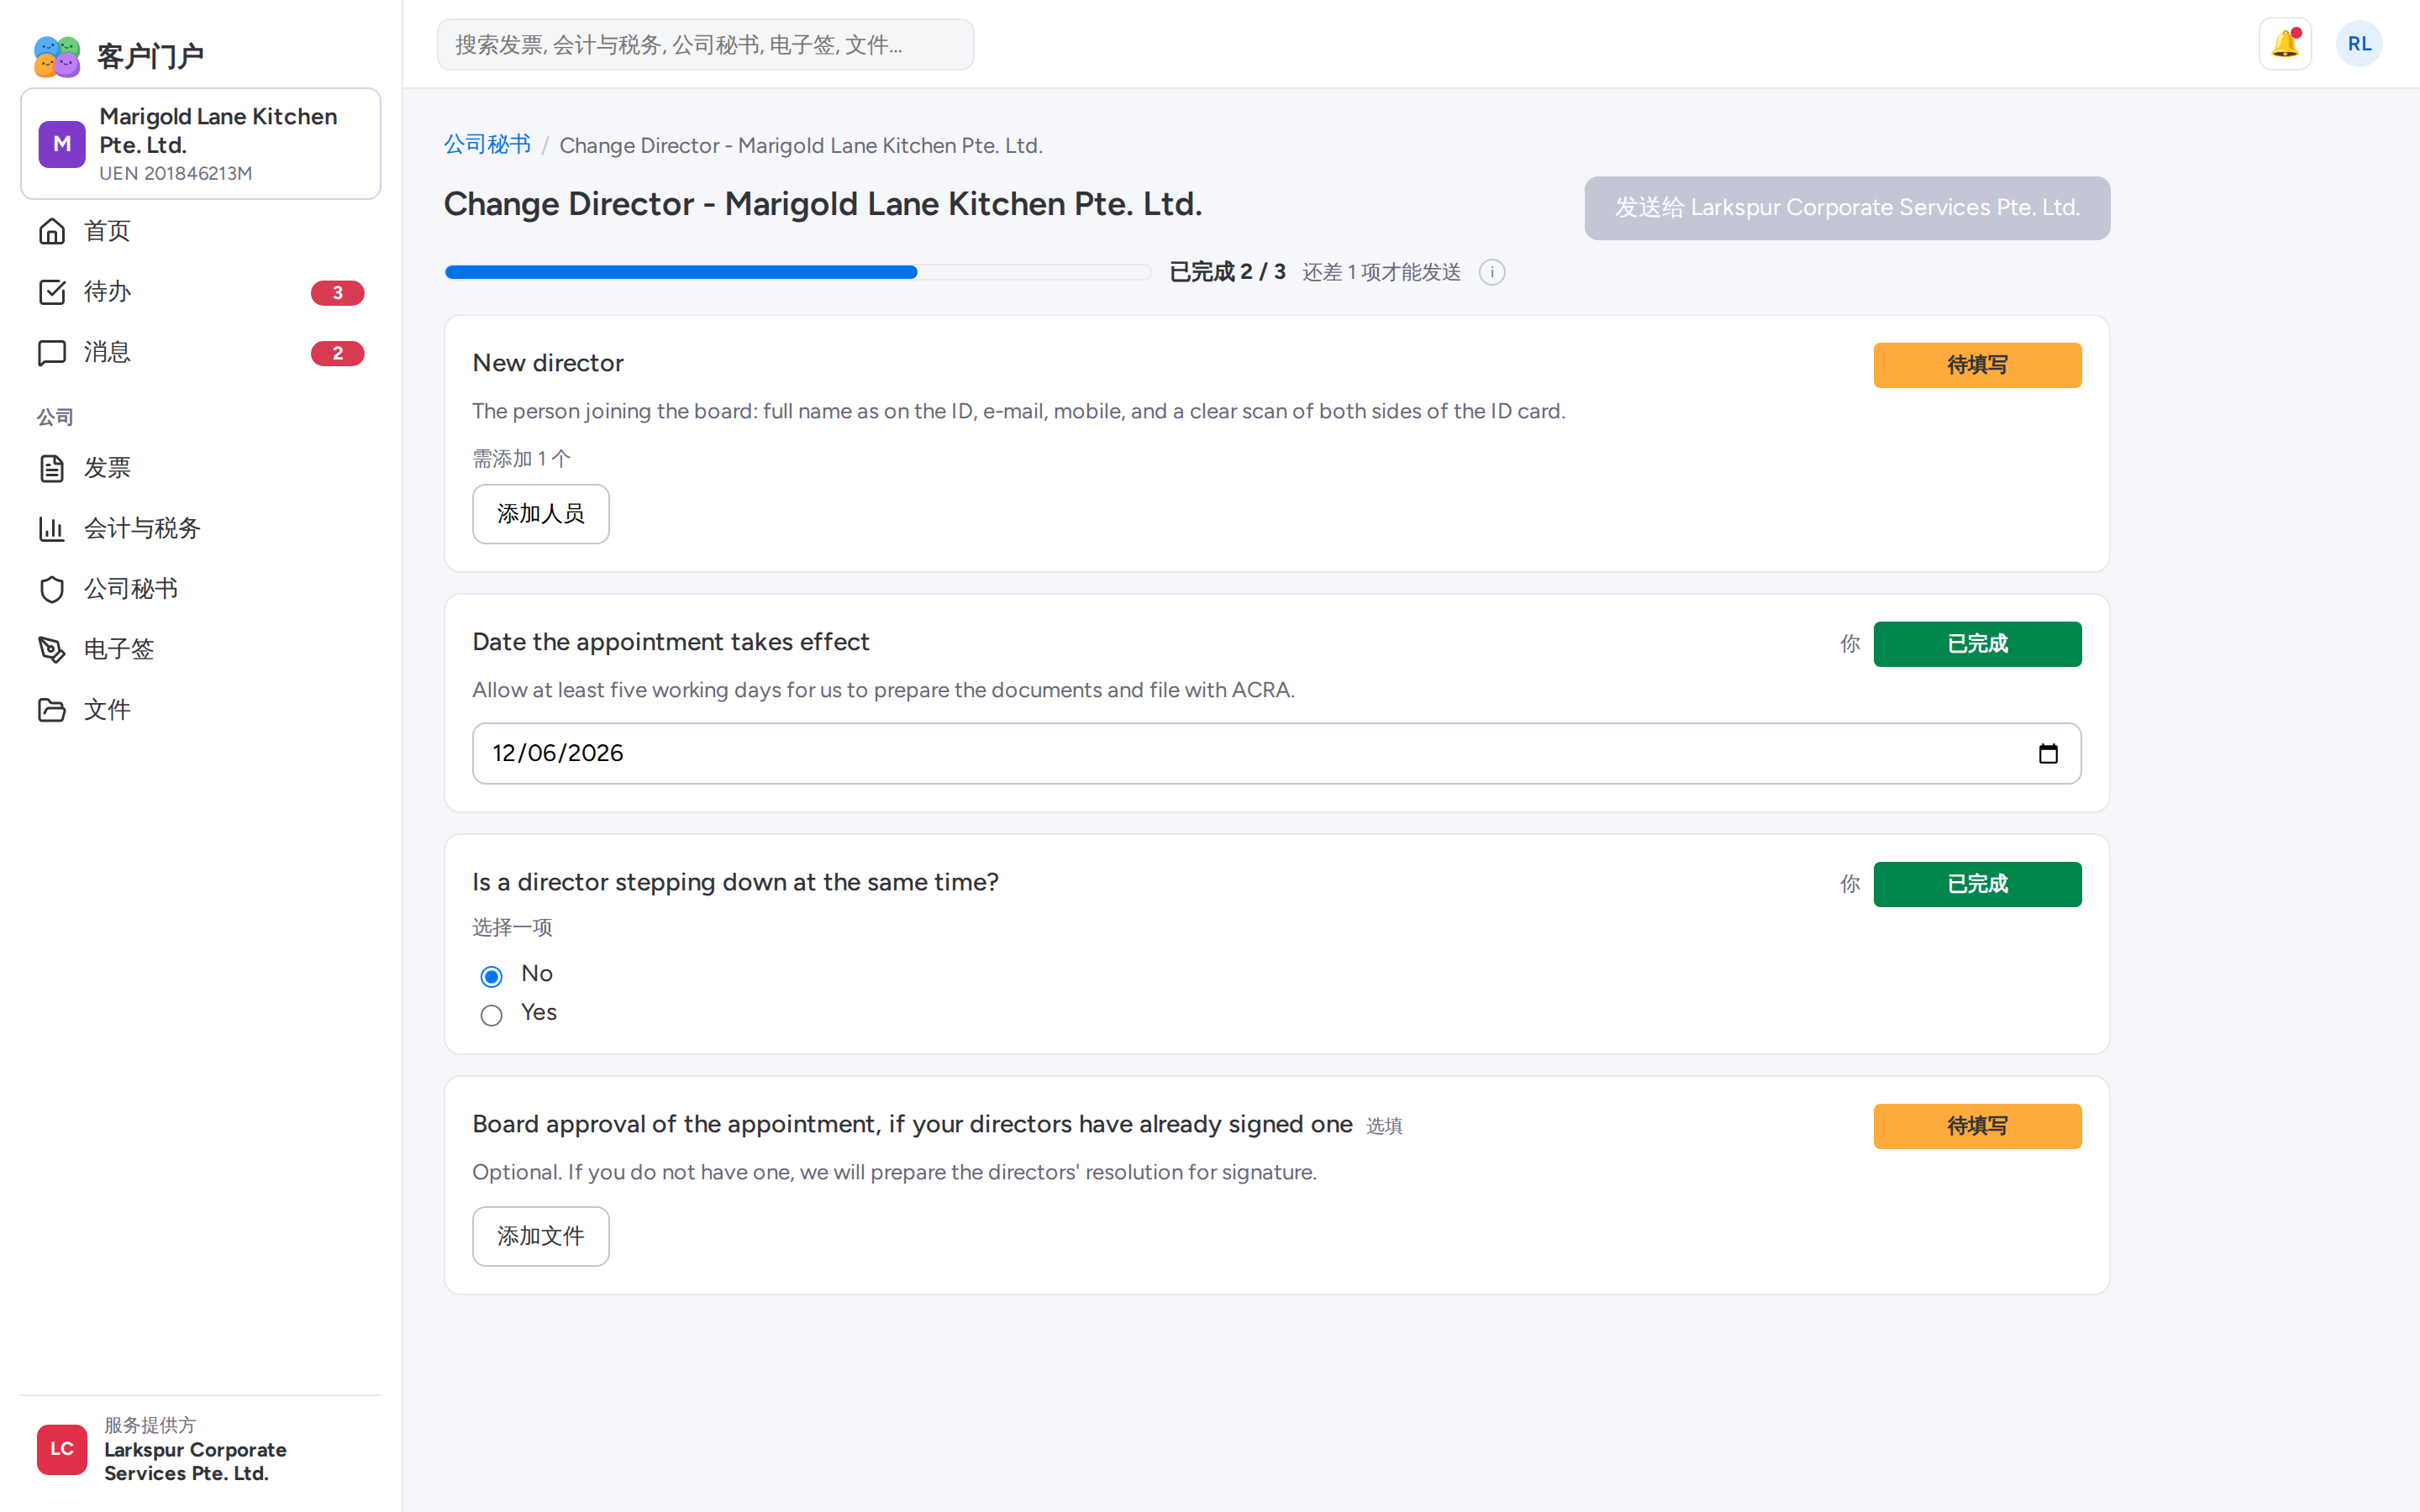 客户门户
M
Marigold Lane Kitchen
Pte. Ltd.
UEN 201846213M
首页
待办 3
消息 2
公司
发票
会计与税务
公司秘书
电子签
文件
服务提供方
LC
Larkspur Corporate
Services Pte. Ltd.
搜索发票, 会计与税务, 公司秘书, 电子签, 文件...
RL
公司秘书 / Change Director - Marigold Lane Kitchen Pte. Ltd.
Change Director - Marigold Lane Kitchen Pte. Ltd.
发送给 Larkspur Corporate Services Pte. Ltd.
已完成 2 / 3 还差 1 项才能发送 i
New director
待填写
The person joining the board: full name as on the ID, e-mail, mobile, and a clear scan of both sides of the ID card.
需添加 1 个
添加人员
Date the appointment takes effect
你 已完成
Allow at least five working days for us to prepare the documents and file with ACRA.
12/06/2026
Is a director stepping down at the same time?
你 已完成
选择一项
No
Yes
Board approval of the appointment, if your directors have already signed one 选填
待填写
Optional. If you do not have one, we will prepare the directors' resolution for signature.
添加文件